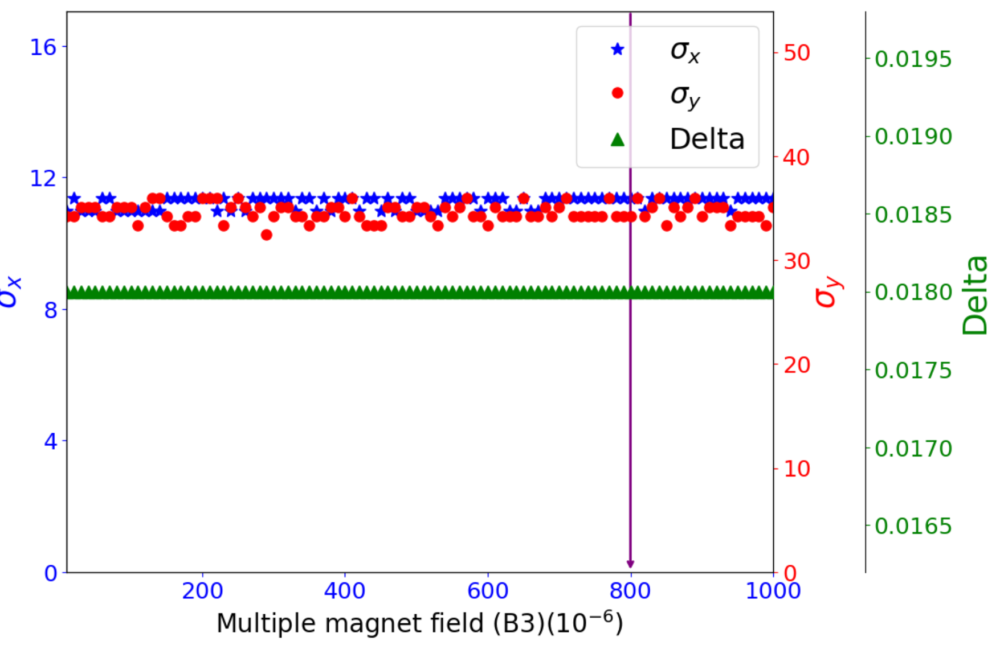 σx
σy
Delta
16
12
8
4
0
σx
50
40
30
20
10
0
σy
0.0195
0.0190
0.0185
0.0180
0.0175
0.0170
0.0165
Delta
200 400 600 800 1000
Multiple magnet field (B3)(10⁻⁶)